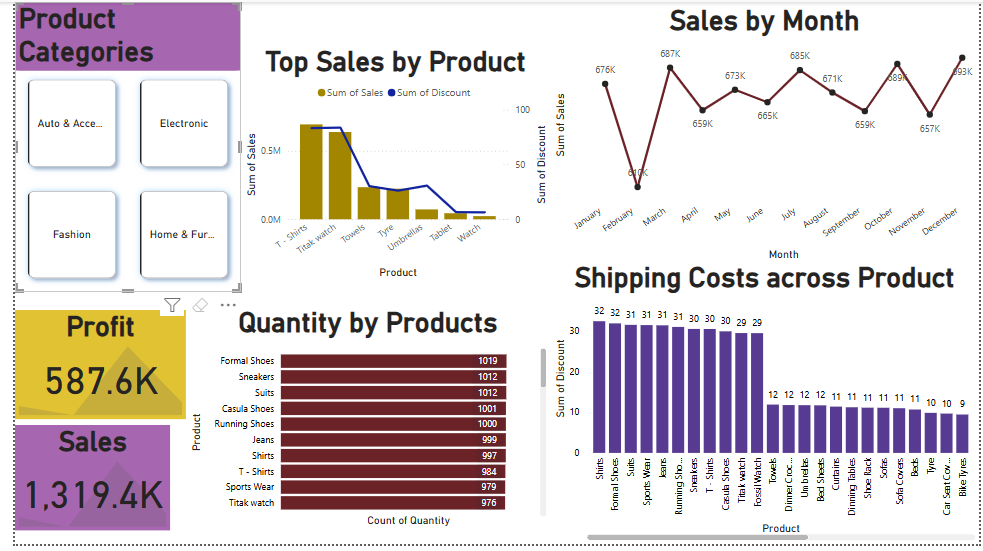 Product
Categories
Auto & Acce...
Electronic
Fashion
Home & Fur...
Profit
587.6K
Sales
1,319.4K
Top Sales by Product
Sum of Sales Sum of Discount
Sum of Sales
0.5M
0.0M
100
50
0
Sum of Discount
T - Shirts
Titak watch
Towels
Tyre
Umbrellas
Tablet
Watch
Product
Quantity by Products
Product
Formal Shoes 1019
Sneakers 1012
Suits 1012
Casula Shoes 1001
Running Shoes 1000
Jeans 999
Shirts 997
T - Shirts 984
Sports Wear 979
Titak watch 976
Count of Quantity
Sales by Month
Sum of Sales
676K
610K
687K
659K
673K
665K
685K
671K
659K
689K
657K
693K
January
February
March
April
May
June
July
August
September
October
November
December
Month
Shipping Costs across Product
Sum of Discount
30
20
10
0
32 32 31 31 31 31 30 30 30 29 29 12 12 12 12 11 11 11 11 11 11 10 10 9
Shirts
Formal Shoes
Suits
Sports Wear
Jeans
Running Sho...
Sneakers
T - Shirts
Casula Shoes
Titak watch
Fossil Watch
Towels
Dinner Croc...
Umbrellas
Bed Sheets
Curtains
Dinning Tables
Shoe Rack
Sofas
Sofa Covers
Beds
Tyre
Car Seat Cov...
Bike Tyres
Product